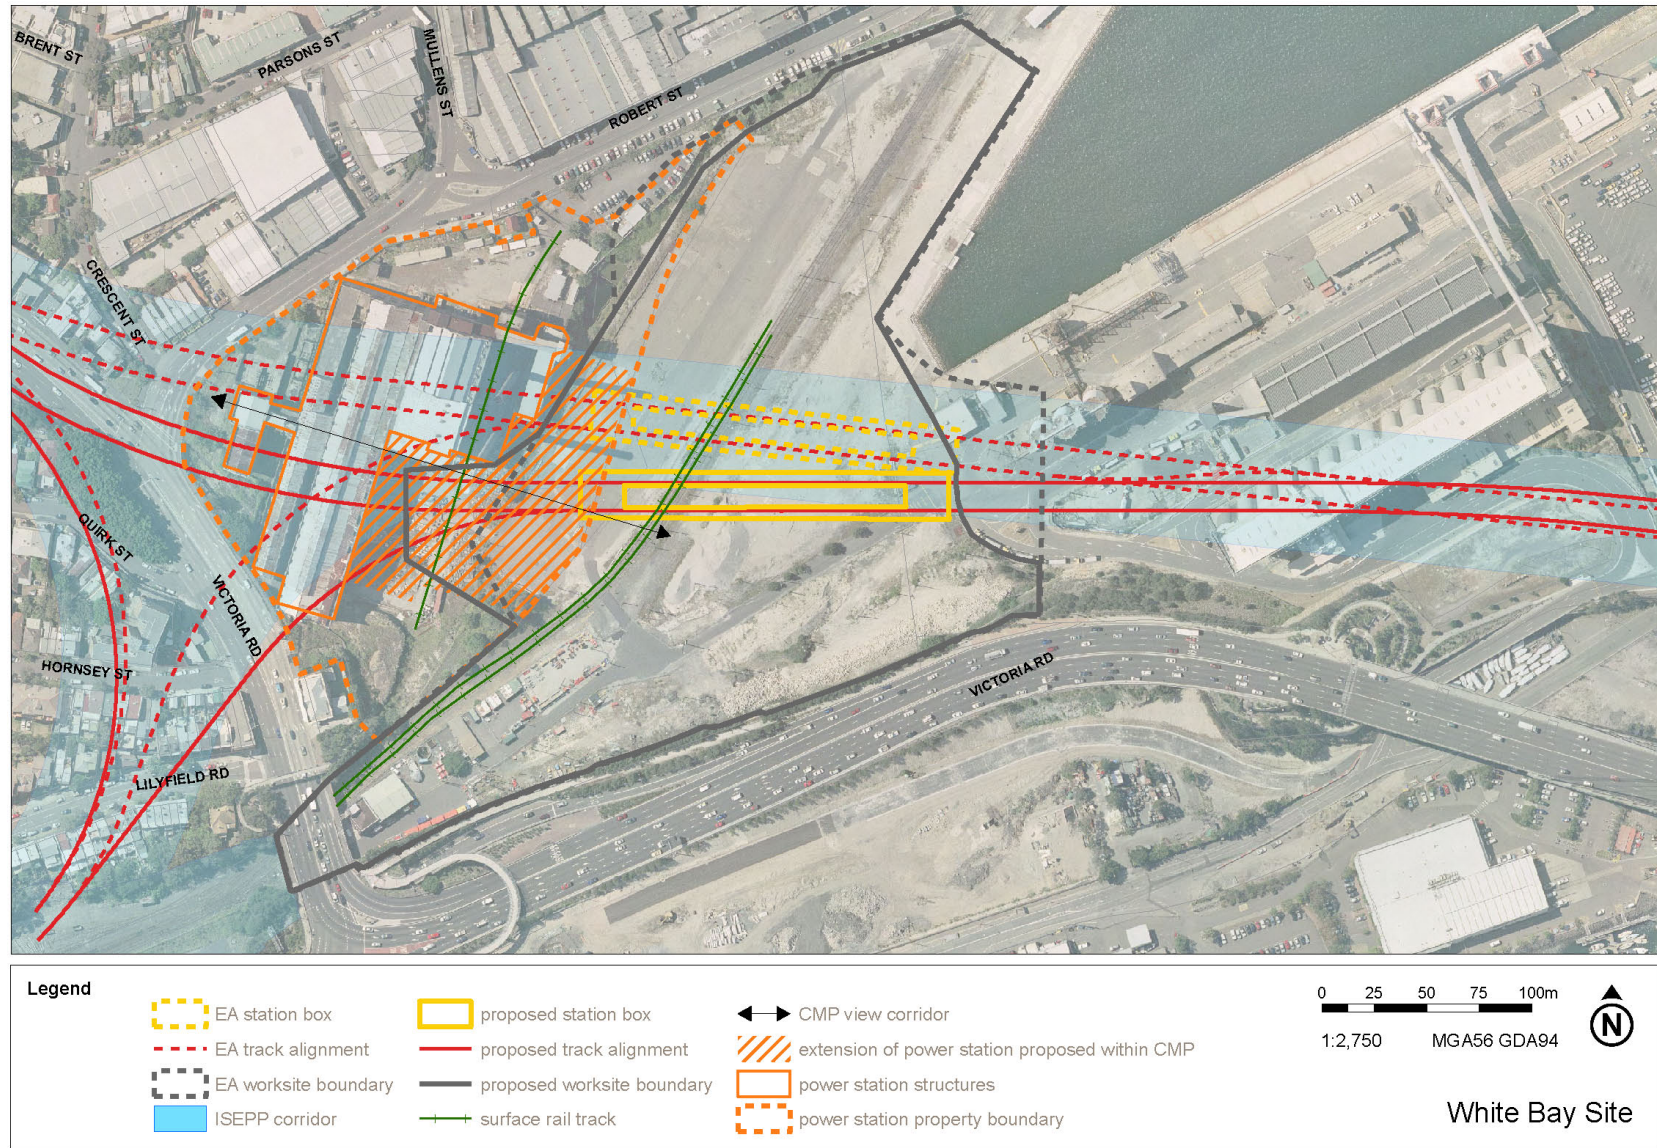 BRENT ST
PARSONS ST
MULLENS ST
ROBERT ST
CRESCENT ST
QUIRK ST
VICTORIA RD
HORNSEY ST
LILYFIELD RD
VICTORIA RD
Legend
EA station box
EA track alignment
EA worksite boundary
ISEPP corridor
proposed station box
proposed track alignment
proposed worksite boundary
surface rail track
CMP view corridor
extension of power station proposed within CMP
power station structures
power station property boundary
0 25 50 75 100m
1:2,750 MGA56 GDA94
N
White Bay Site